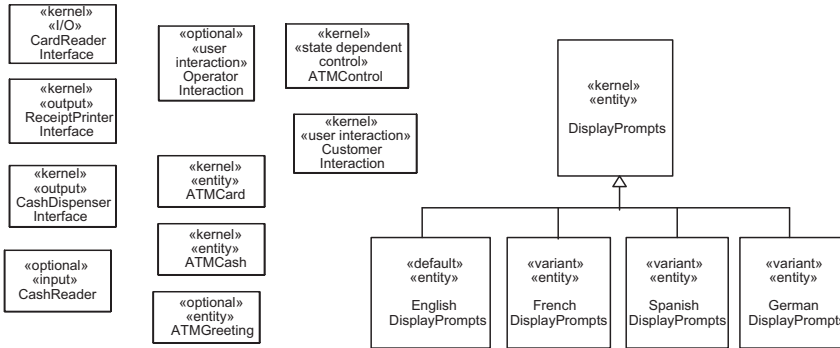 «kernel»
«I/O»
CardReader
Interface
«kernel»
«output»
ReceiptPrinter
Interface
«kernel»
«output»
CashDispenser
Interface
«optional»
«input»
CashReader
«optional»
«user
interaction»
Operator
Interaction
«kernel»
«entity»
ATMCard
«kernel»
«entity»
ATMCash
«optional»
«entity»
ATMGreeting
«kernel»
«state dependent
control»
ATMControl
«kernel»
«user interaction»
Customer
Interaction
«kernel»
«entity»
DisplayPrompts
«default»
«entity»
English
DisplayPrompts
«variant»
«entity»
French
DisplayPrompts
«variant»
«entity»
Spanish
DisplayPrompts
«variant»
«entity»
German
DisplayPrompts